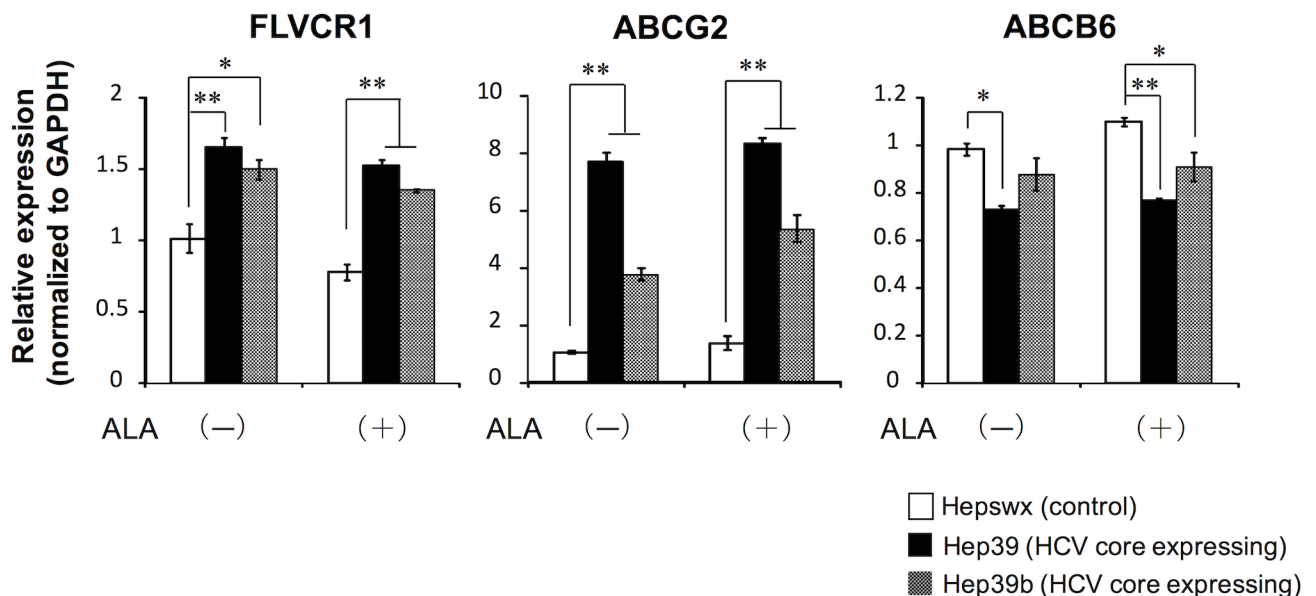 FLVCR1 ABCG2 ABCB6
Relative expression
(normalized to GAPDH)
* ** **
2
1.5
1
0.5
0
** **
10
8
6
4
2
0
* * **
1.2
1
0.8
0.6
0.4
0.2
0
ALA (−) (+) ALA (−) (+) ALA (−) (+)
Hepswx (control)
Hep39 (HCV core expressing)
Hep39b (HCV core expressing)